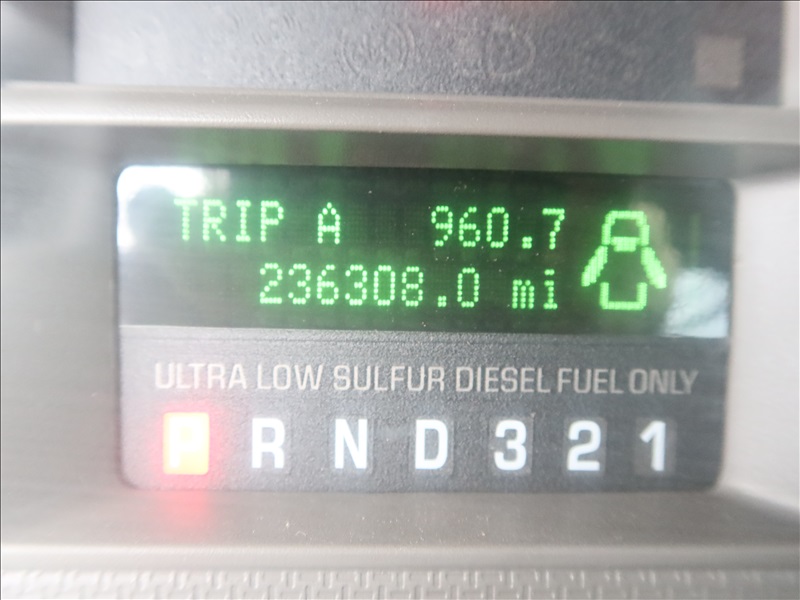 TRIP A 960.7
236308.0 mi
ULTRA LOW SULFUR DIESEL FUEL ONLY
P R N D 3 2 1